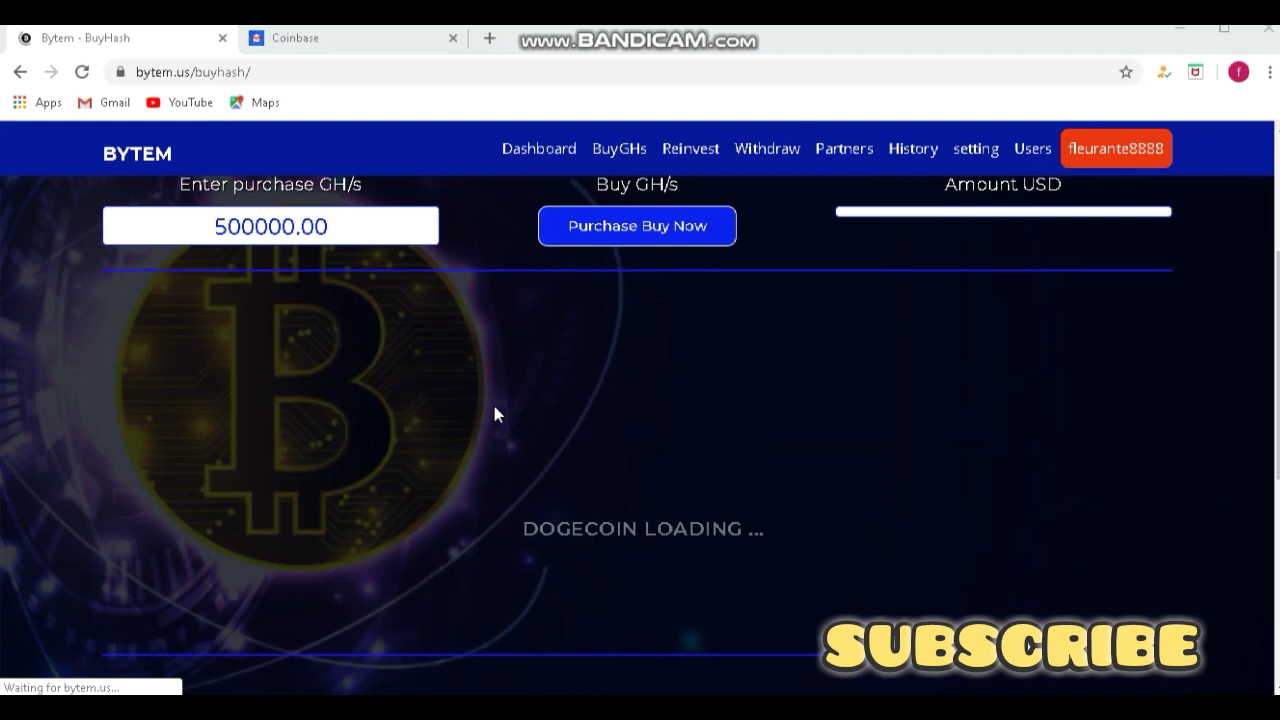 Bytem - BuyHash
Coinbase
www.BANDICAM.com
bytem.us/buyhash/
f
Apps Gmail YouTube Maps
BYTEM
Dashboard BuyGHs Reinvest Withdraw Partners History setting Users fleurante8888
Enter purchase GH/s Buy GH/s Amount USD
500000.00 Purchase Buy Now
DOGECOIN LOADING ...
SUBSCRIBE
Waiting for bytem.us...